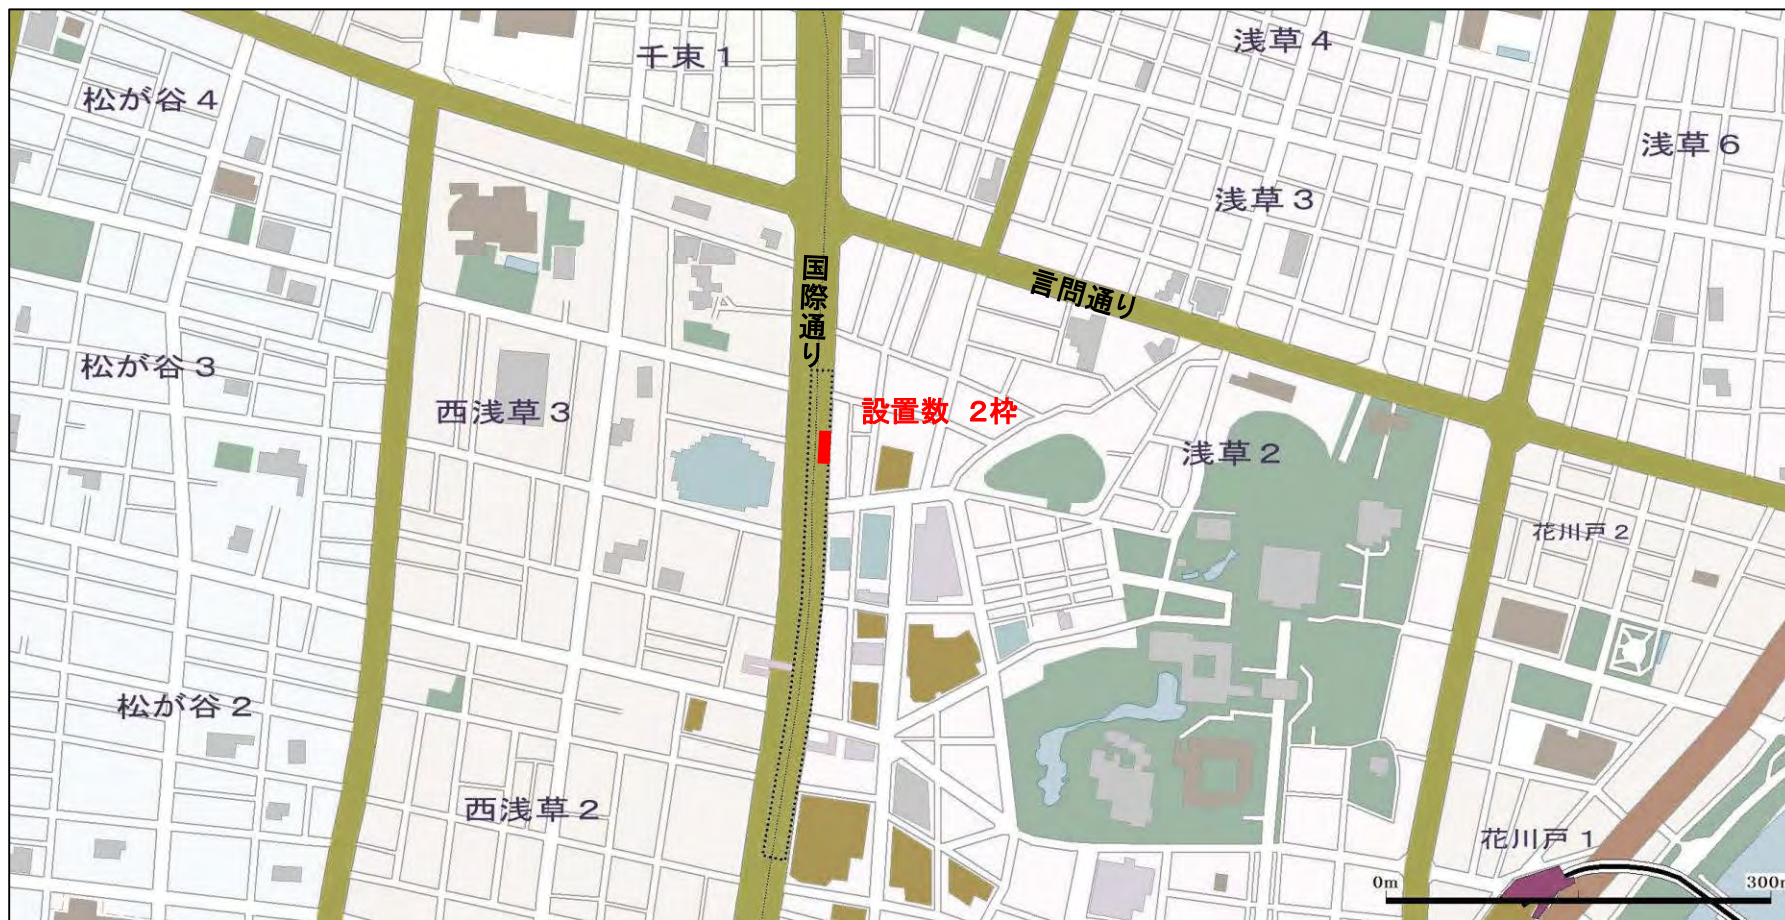 浅草4
千束1
松が谷4
浅草6
浅草3
国際通り
言問通り
松が谷3
西浅草3
設置数 2枠
浅草2
花川戸2
松が谷2
西浅草2
花川戸1
0m
300m